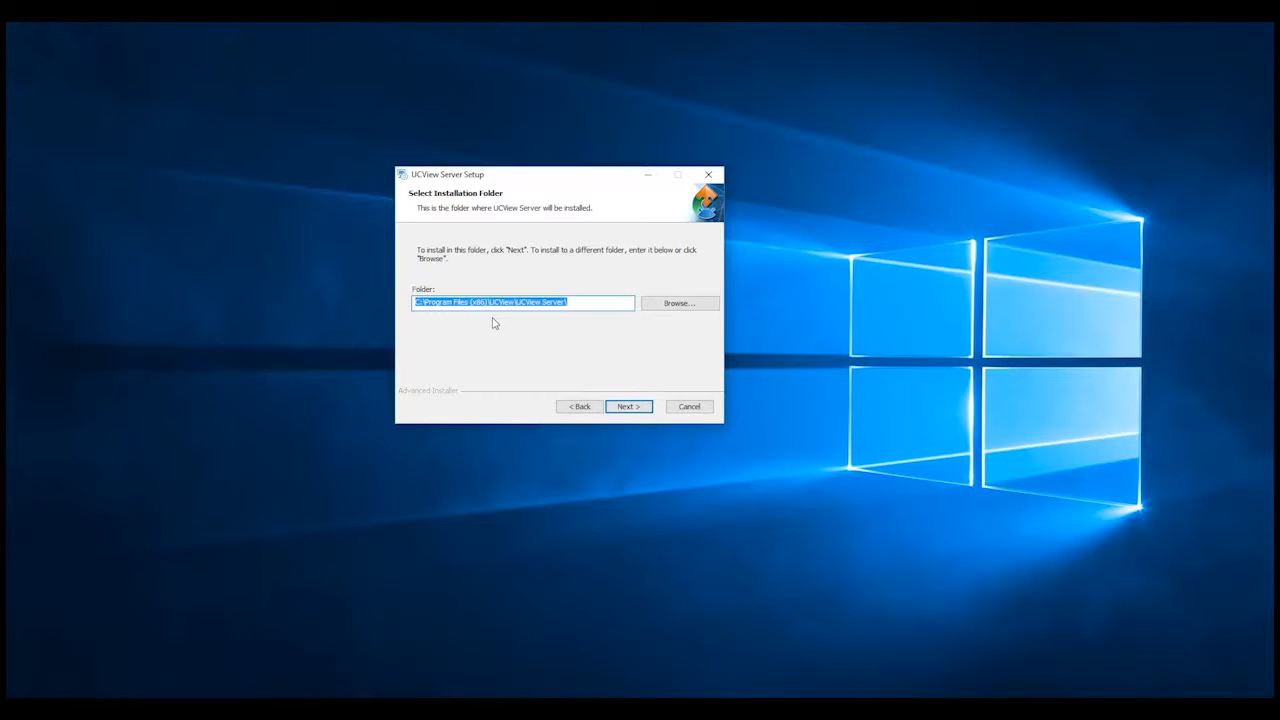 UCView Server Setup
Select Installation Folder
This is the folder where UCView Server will be installed.
To install in this folder, click "Next". To install to a different folder, enter it below or click
"Browse".
Folder:
C:\Program Files (x86)\UCView\UCView Server\
Browse...
Advanced Installer
< Back
Next >
Cancel